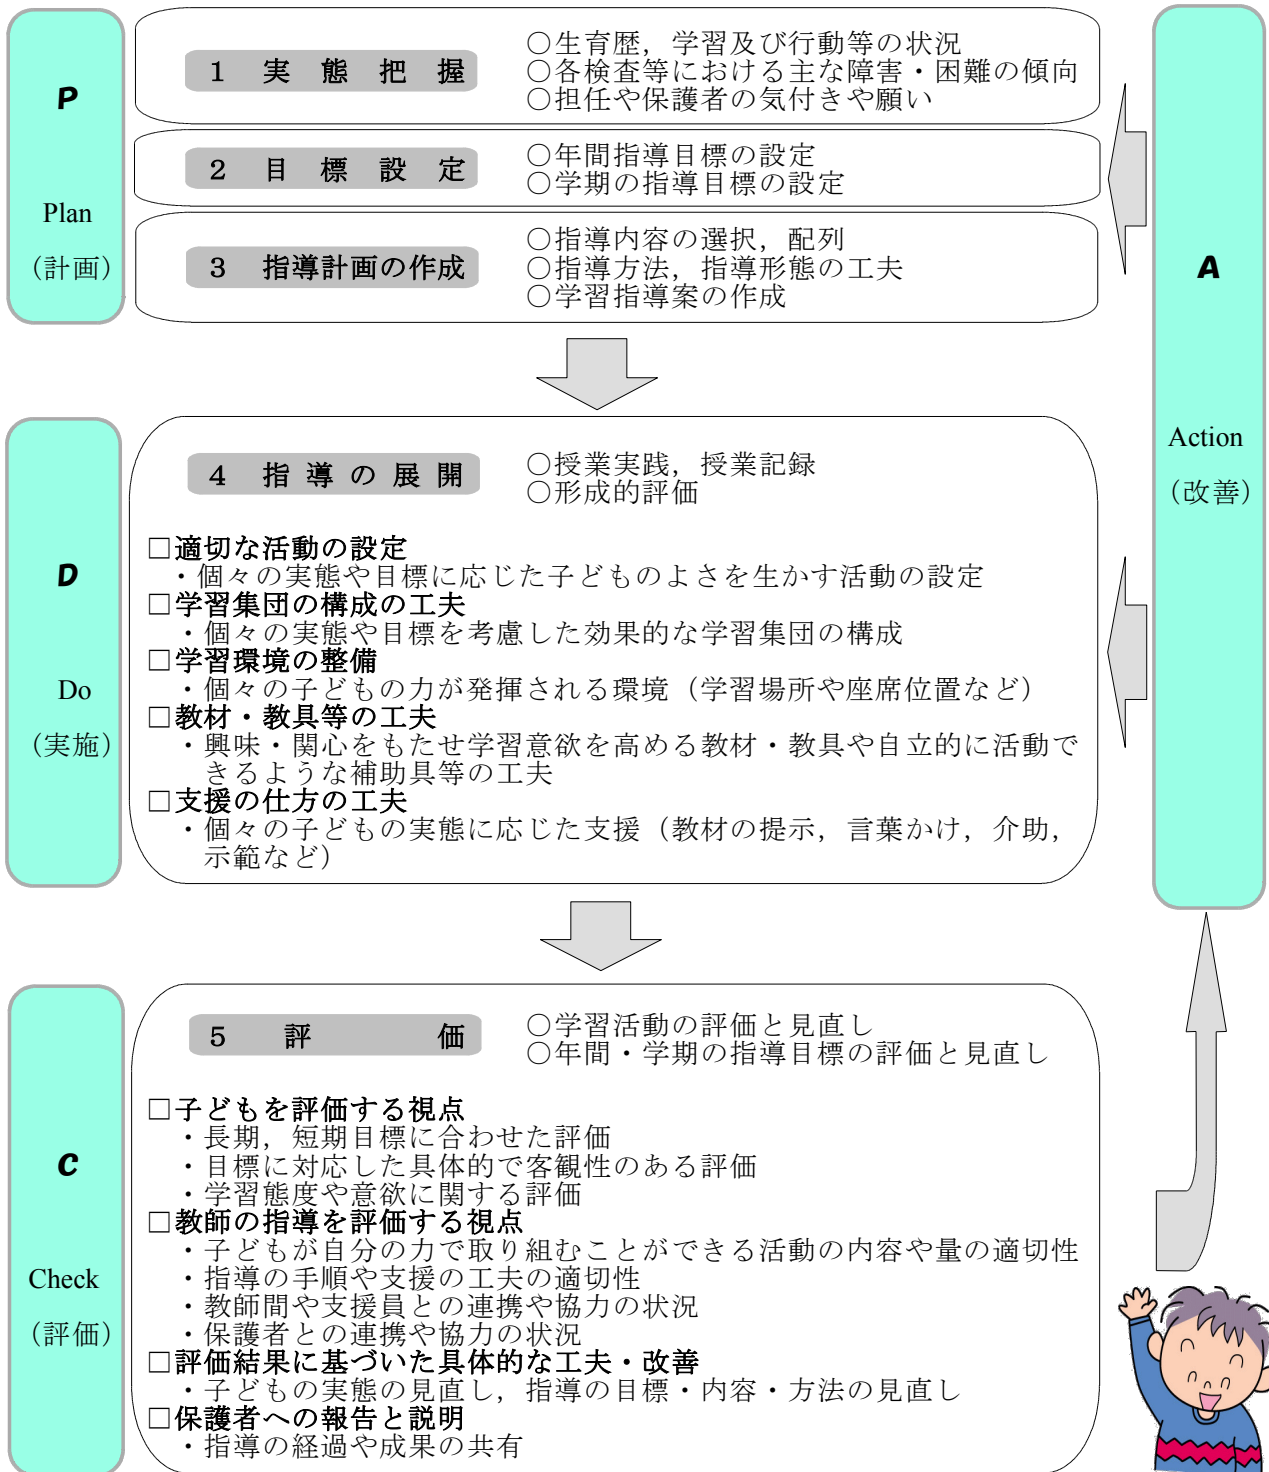 P
Plan
（計画）
1 実態把握
○生育歴，学習及び行動等の状況
○各検査等における主な障害・困難の傾向
○担任や保護者の気付きや願い
2 目標設定
○年間指導目標の設定
○学期の指導目標の設定
3 指導計画の作成
○指導内容の選択，配列
○指導方法，指導形態の工夫
○学習指導案の作成
A
Action
（改善）
D
Do
（実施）
4 指導の展開
○授業実践，授業記録
○形成的評価
□適切な活動の設定
・個々の実態や目標に応じた子どものよさを生かす活動の設定
□学習集団の構成の工夫
・個々の実態や目標を考慮した効果的な学習集団の構成
□学習環境の整備
・個々の子どもの力が発揮される環境（学習場所や座席位置など）
□教材・教具等の工夫
・興味・関心をもたせ学習意欲を高める教材・教具や自立的に活動で
きるような補助具等の工夫
□支援の仕方の工夫
・個々の子どもの実態に応じた支援（教材の提示，言葉かけ，介助，
示範など）
C
Check
（評価）
5 評価
○学習活動の評価と見直し
○年間・学期の指導目標の評価と見直し
□子どもを評価する視点
・長期，短期目標に合わせた評価
・目標に対応した具体的で客観性のある評価
・学習態度や意欲に関する評価
□教師の指導を評価する視点
・子どもが自分の力で取り組むことができる活動の内容や量の適切性
・指導の手順や支援の工夫の適切性
・教師間や支援員との連携や協力の状況
・保護者との連携や協力の状況
□評価結果に基づいた具体的な工夫・改善
・子どもの実態の見直し，指導の目標・内容・方法の見直し
□保護者への報告と説明
・指導の経過や成果の共有